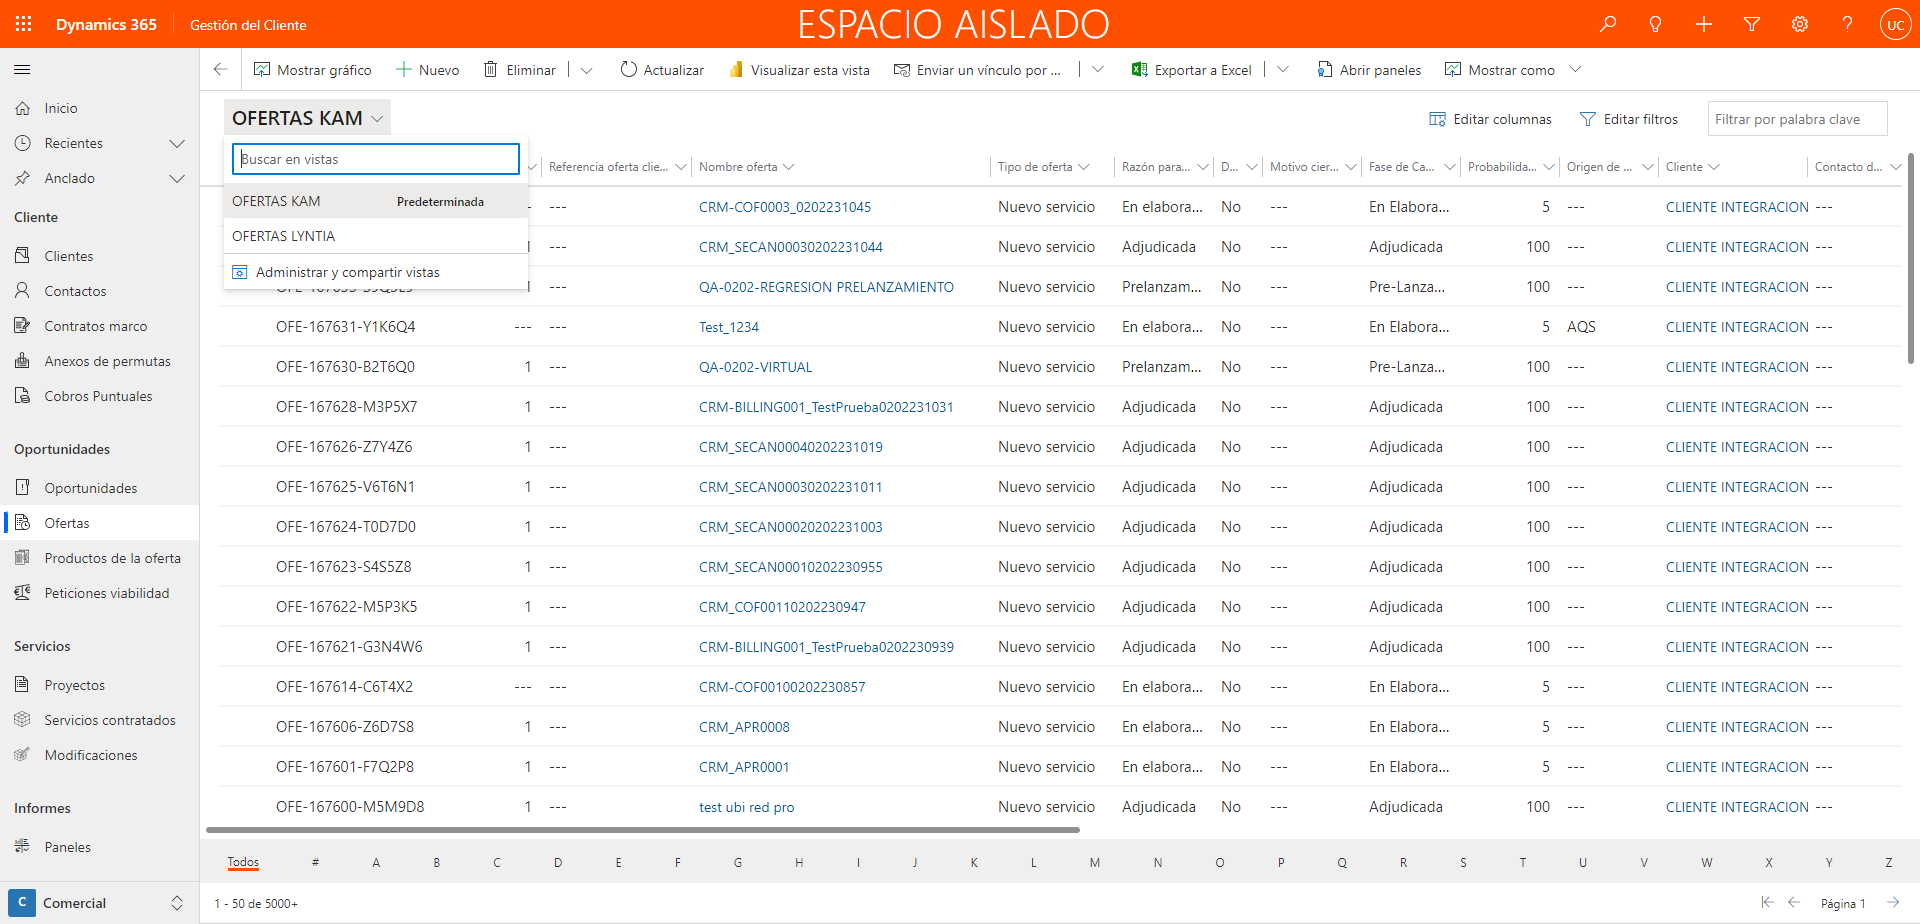 Dynamics 365 Gestión del Cliente ESPACIO AISLADO ? UC
Mostrar gráfico Nuevo Eliminar Actualizar Visualizar esta vista Enviar un vínculo por ... Exportar a Excel Abrir paneles Mostrar como
Inicio
Recientes
Anclado
Cliente
Clientes
Contactos
Contratos marco
Anexos de permutas
Cobros Puntuales
Oportunidades
Oportunidades
Ofertas
Productos de la oferta
Peticiones viabilidad
Servicios
Proyectos
Servicios contratados
Modificaciones
Informes
Paneles
C Comercial
OFERTAS KAM Editar columnas Editar filtros Filtrar por palabra clave
Buscar en vistas
OFERTAS KAM Predeterminada
OFERTAS LYNTIA
Administrar y compartir vistas
Referencia oferta clie... Nombre oferta Tipo de oferta Razón para... D... Motivo cier... Fase de Ca... Probabilida... Origen de ... Cliente Contacto d...
--- CRM-COF0003_0202231045 Nuevo servicio En elabora... No --- En Elabora... 5 --- CLIENTE INTEGRACION ---
--- CRM_SECAN00030202231044 Nuevo servicio Adjudicada No --- Adjudicada 100 --- CLIENTE INTEGRACION ---
1 --- QA-0202-REGRESION PRELANZAMIENTO Nuevo servicio Prelanzam... No --- Pre-Lanza... 100 --- CLIENTE INTEGRACION ---
OFE-167631-Y1K6Q4 --- --- Test_1234 Nuevo servicio En elabora... No --- En Elabora... 5 AQS CLIENTE INTEGRACION ---
OFE-167630-B2T6Q0 1 --- QA-0202-VIRTUAL Nuevo servicio Prelanzam... No --- Pre-Lanza... 100 --- CLIENTE INTEGRACION ---
OFE-167628-M3P5X7 1 --- CRM-BILLING001_TestPrueba0202231031 Nuevo servicio Adjudicada No --- Adjudicada 100 --- CLIENTE INTEGRACION ---
OFE-167626-Z7Y4Z6 1 --- CRM_SECAN00040202231019 Nuevo servicio Adjudicada No --- Adjudicada 100 --- CLIENTE INTEGRACION ---
OFE-167625-V6T6N1 1 --- CRM_SECAN00030202231011 Nuevo servicio Adjudicada No --- Adjudicada 100 --- CLIENTE INTEGRACION ---
OFE-167624-T0D7D0 1 --- CRM_SECAN00020202231003 Nuevo servicio Adjudicada No --- Adjudicada 100 --- CLIENTE INTEGRACION ---
OFE-167623-S4S5Z8 1 --- CRM_SECAN00010202230955 Nuevo servicio Adjudicada No --- Adjudicada 100 --- CLIENTE INTEGRACION ---
OFE-167622-M5P3K5 1 --- CRM_COF00110202230947 Nuevo servicio Adjudicada No --- Adjudicada 100 --- CLIENTE INTEGRACION ---
OFE-167621-G3N4W6 1 --- CRM-BILLING001_TestPrueba0202230939 Nuevo servicio Adjudicada No --- Adjudicada 100 --- CLIENTE INTEGRACION ---
OFE-167614-C6T4X2 --- --- CRM-COF00100202230857 Nuevo servicio En elabora... No --- En Elabora... 5 --- CLIENTE INTEGRACION ---
OFE-167606-Z6D7S8 1 --- CRM_APR0008 Nuevo servicio En elabora... No --- En Elabora... 5 --- CLIENTE INTEGRACION ---
OFE-167601-F7Q2P8 1 --- CRM_APR0001 Nuevo servicio En elabora... No --- En Elabora... 5 --- CLIENTE INTEGRACION ---
OFE-167600-M5M9D8 1 --- test ubi red pro Nuevo servicio Adjudicada No --- Adjudicada 100 --- CLIENTE INTEGRACION ---
Todos # A B C D E F G H I J K L M N O P Q R S T U V W X Y Z
1 - 50 de 5000+ Página 1